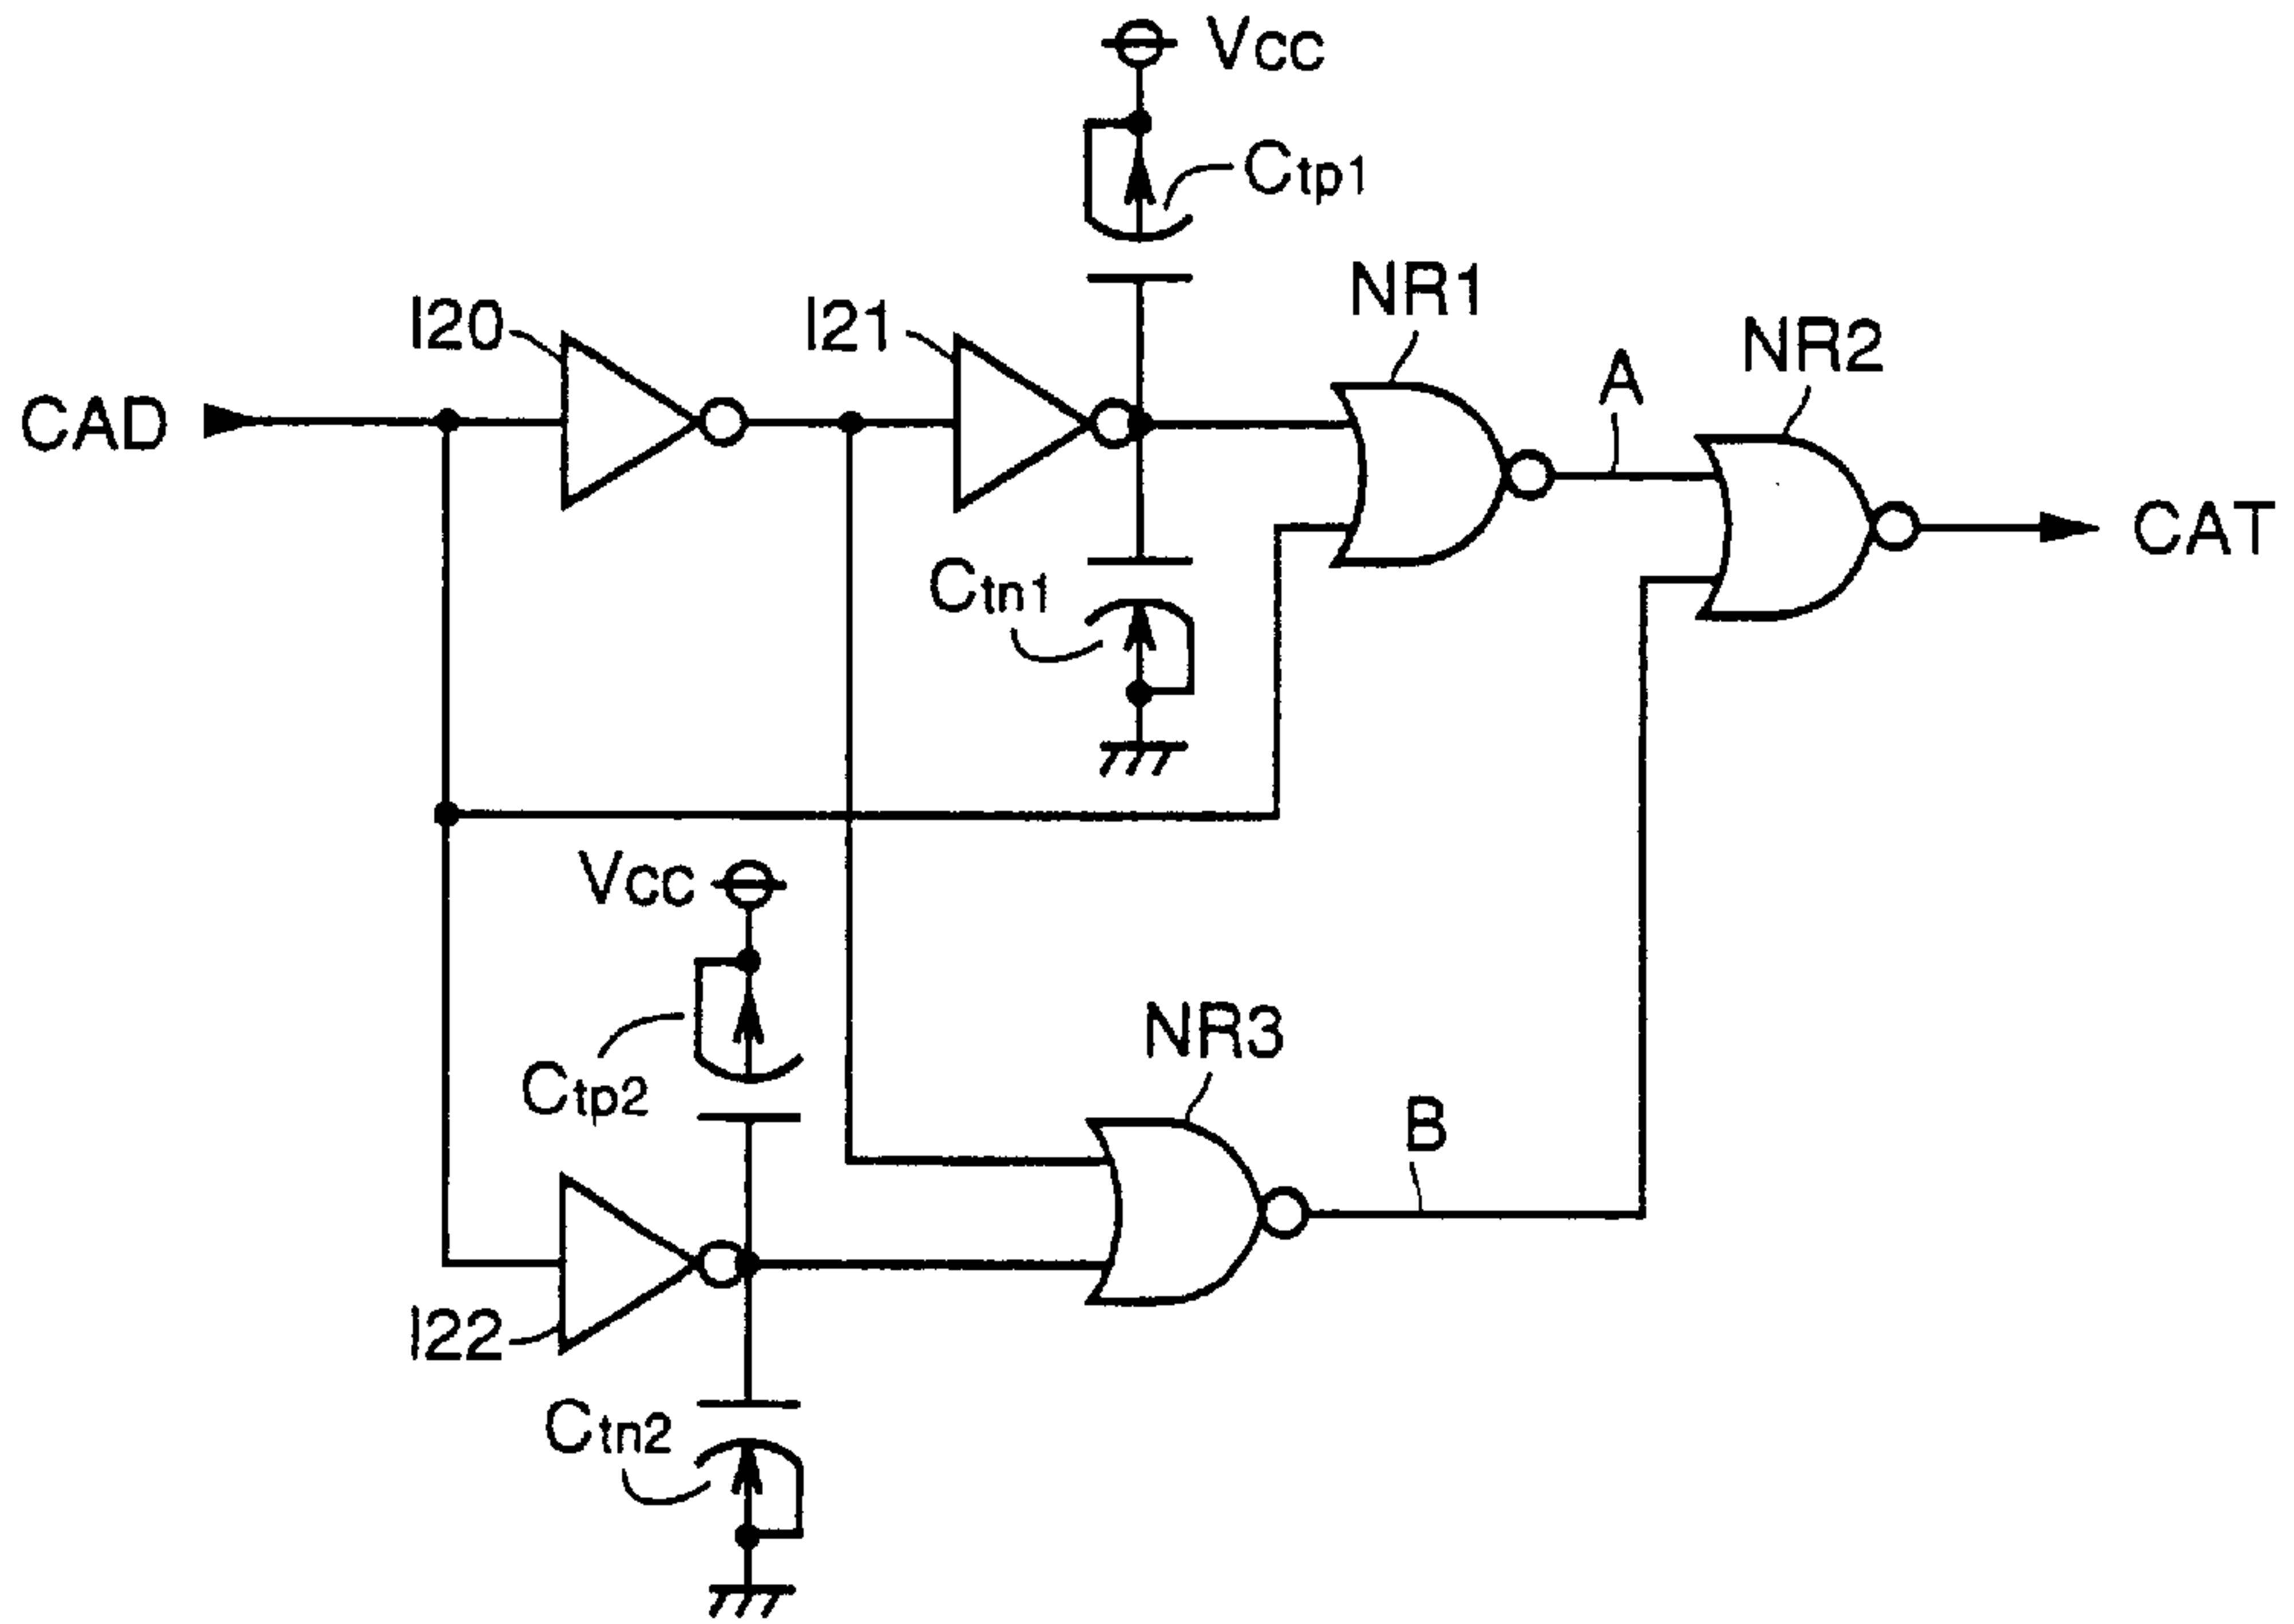 Vcc
Ctp1
I20
I21
NR1
NR2
A
CAD
CAT
Ctn1
Vcc
Ctp2
NR3
B
I22
Ctn2